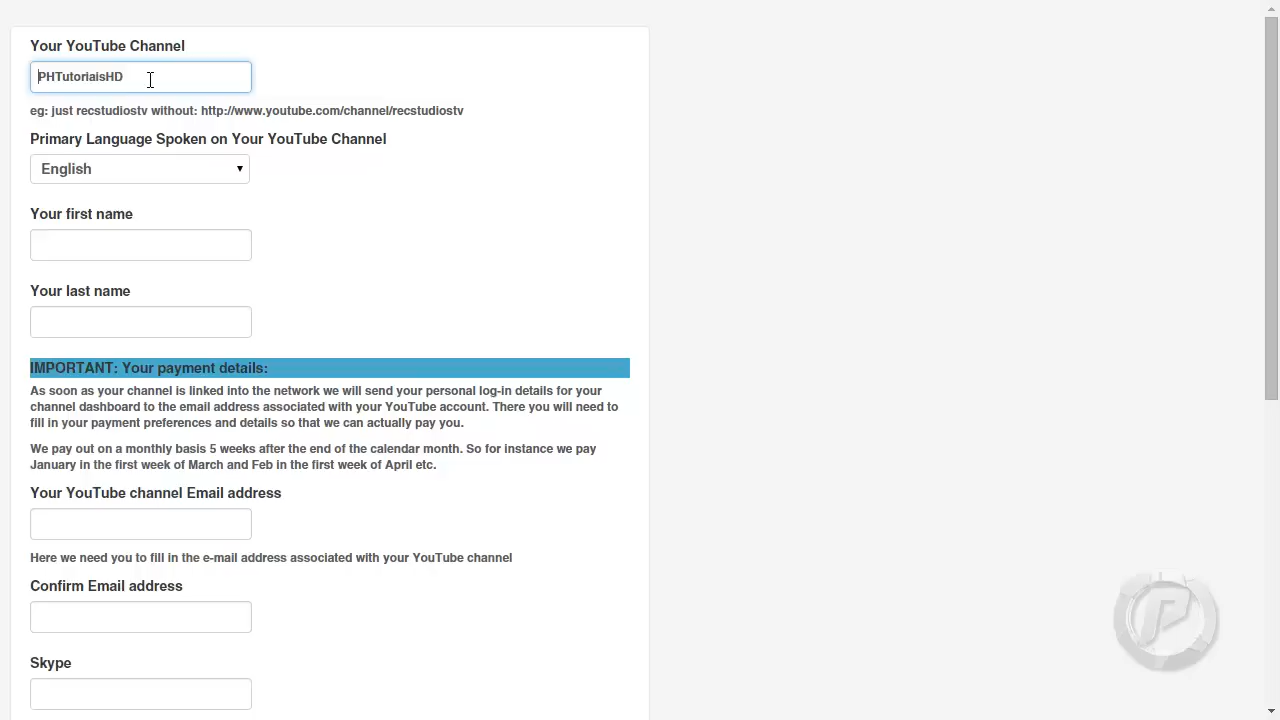 Your YouTube Channel
PHTutorialsHD
eg: just recstudiostv without: http://www.youtube.com/channel/recstudiostv
Primary Language Spoken on Your YouTube Channel
English
Your first name
Your last name
IMPORTANT: Your payment details:
As soon as your channel is linked into the network we will send your personal log-in details for your
channel dashboard to the email address associated with your YouTube account. There you will need to
fill in your payment preferences and details so that we can actually pay you.
We pay out on a monthly basis 5 weeks after the end of the calendar month. So for instance we pay
January in the first week of March and Feb in the first week of April etc.
Your YouTube channel Email address
Here we need you to fill in the e-mail address associated with your YouTube channel
Confirm Email address
Skype
P